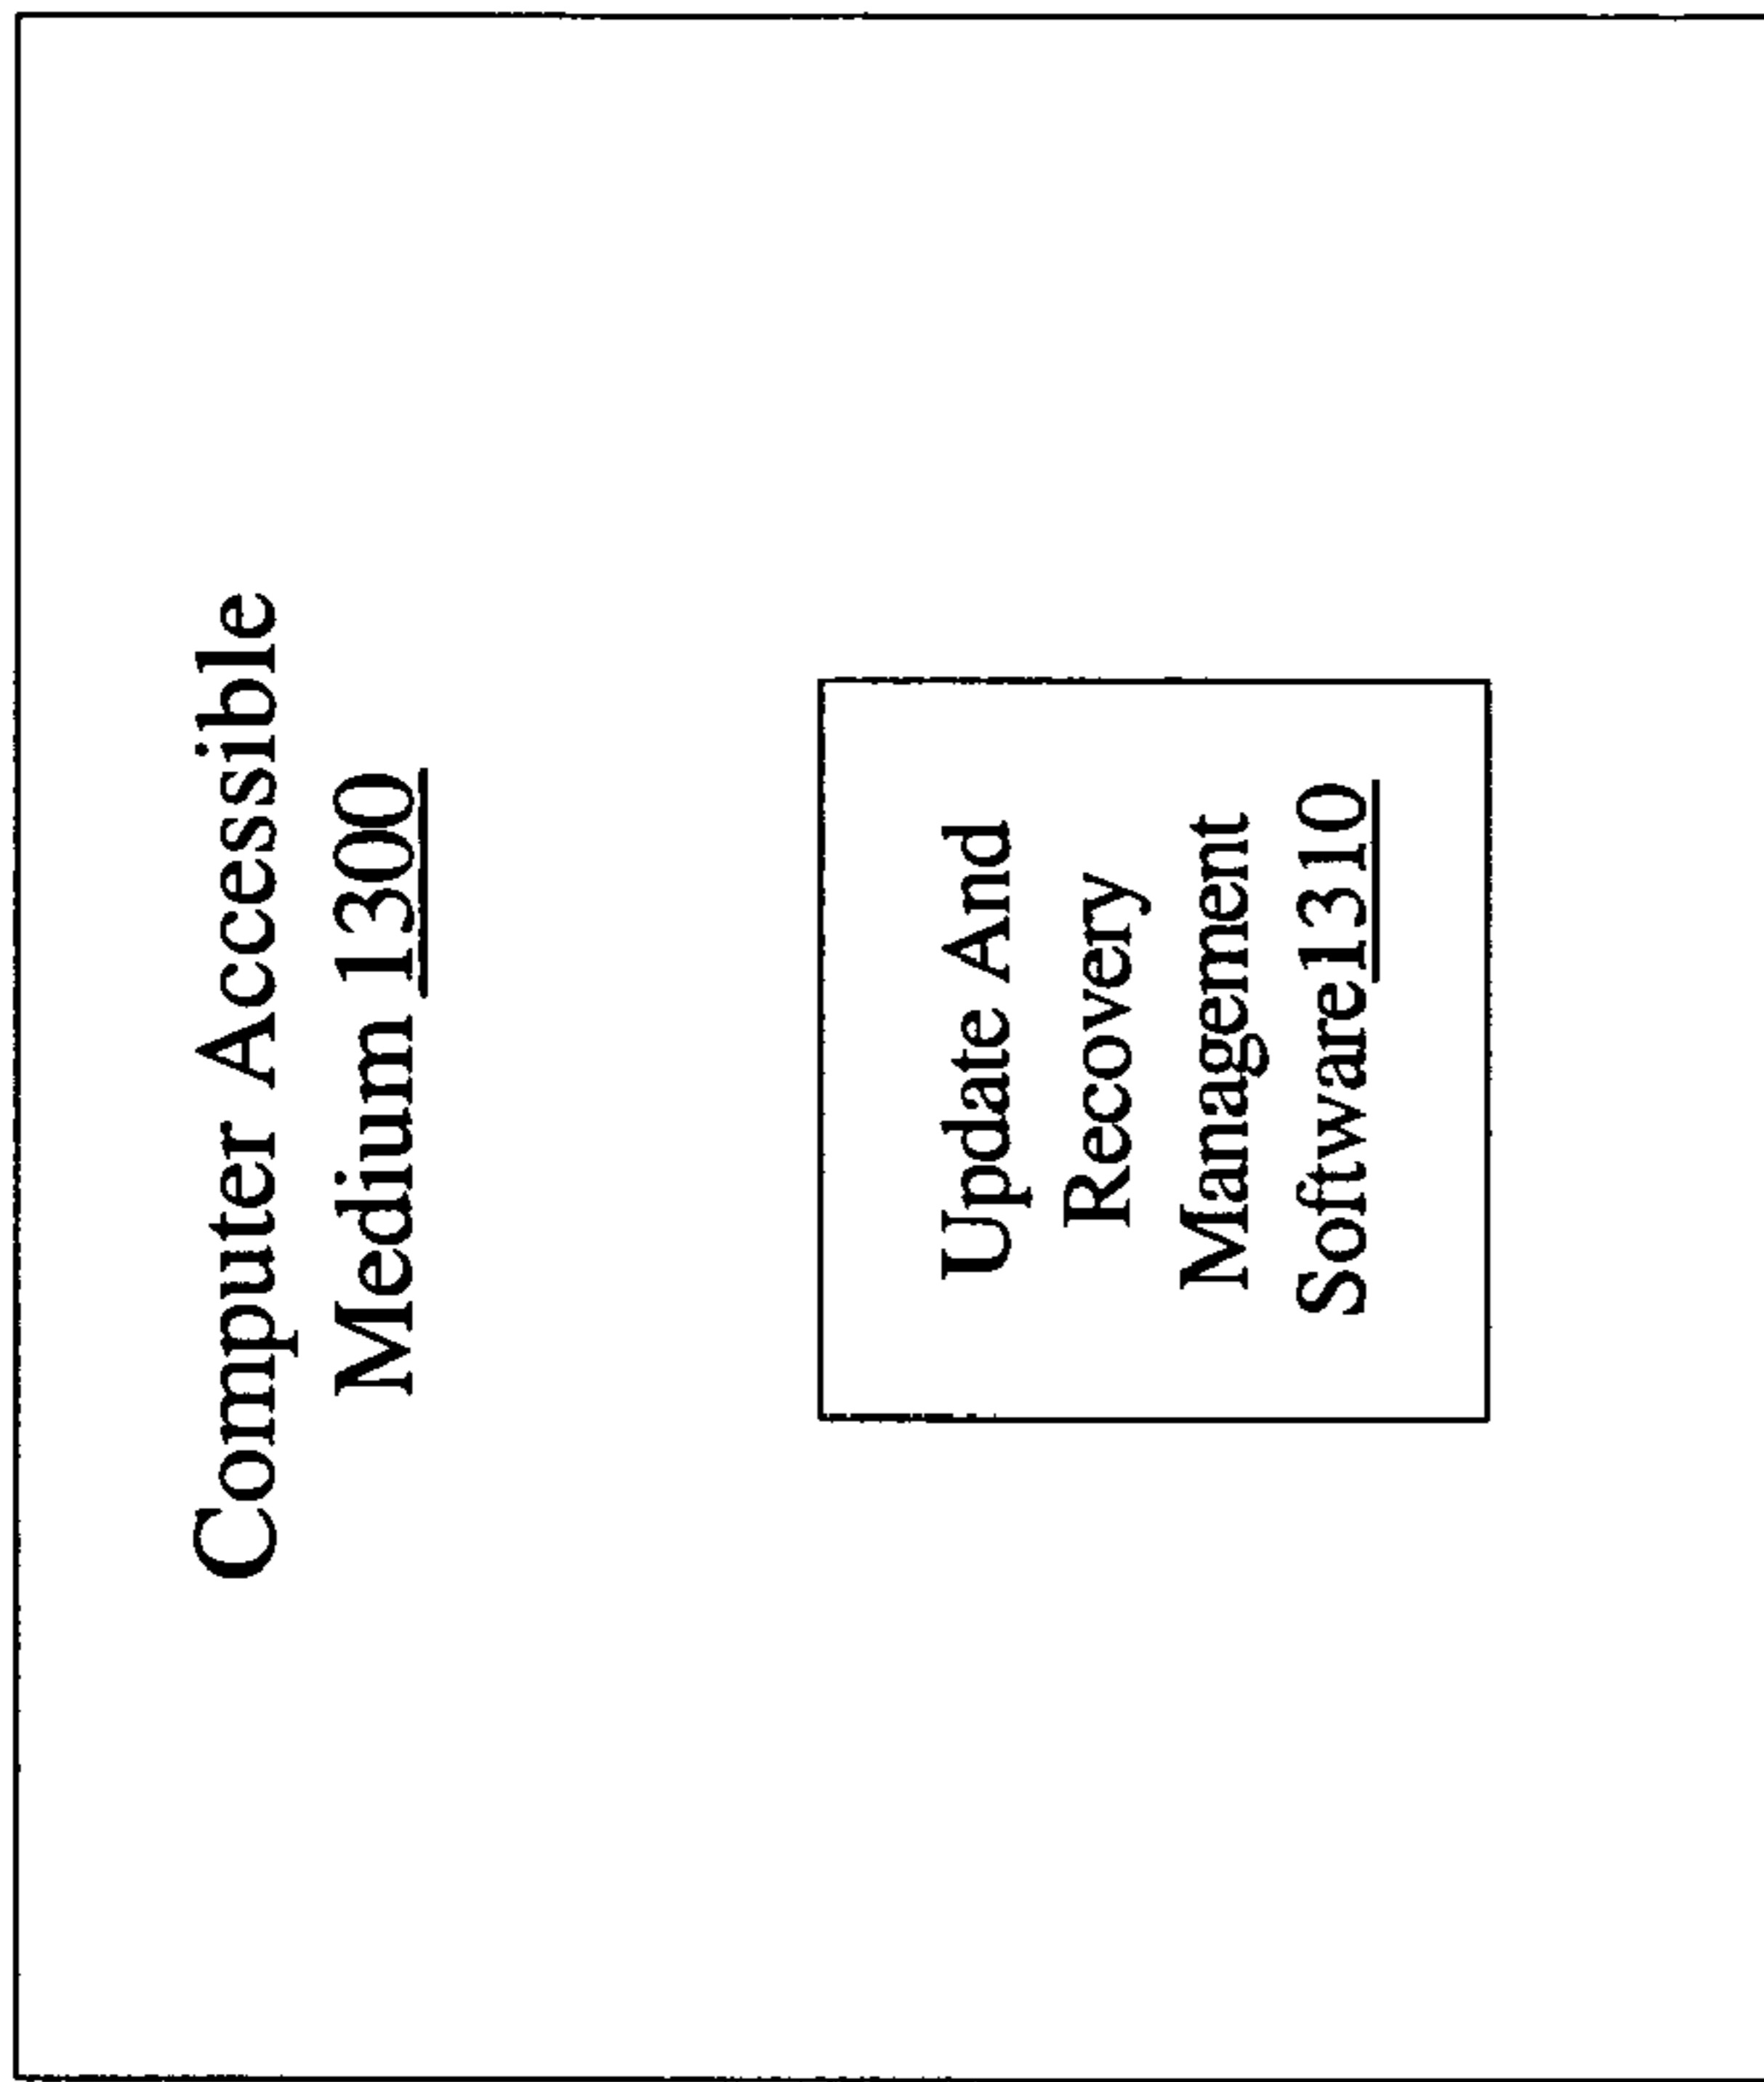 Computer Accessible
Medium 1300
Update And
Recovery
Management
Software1310